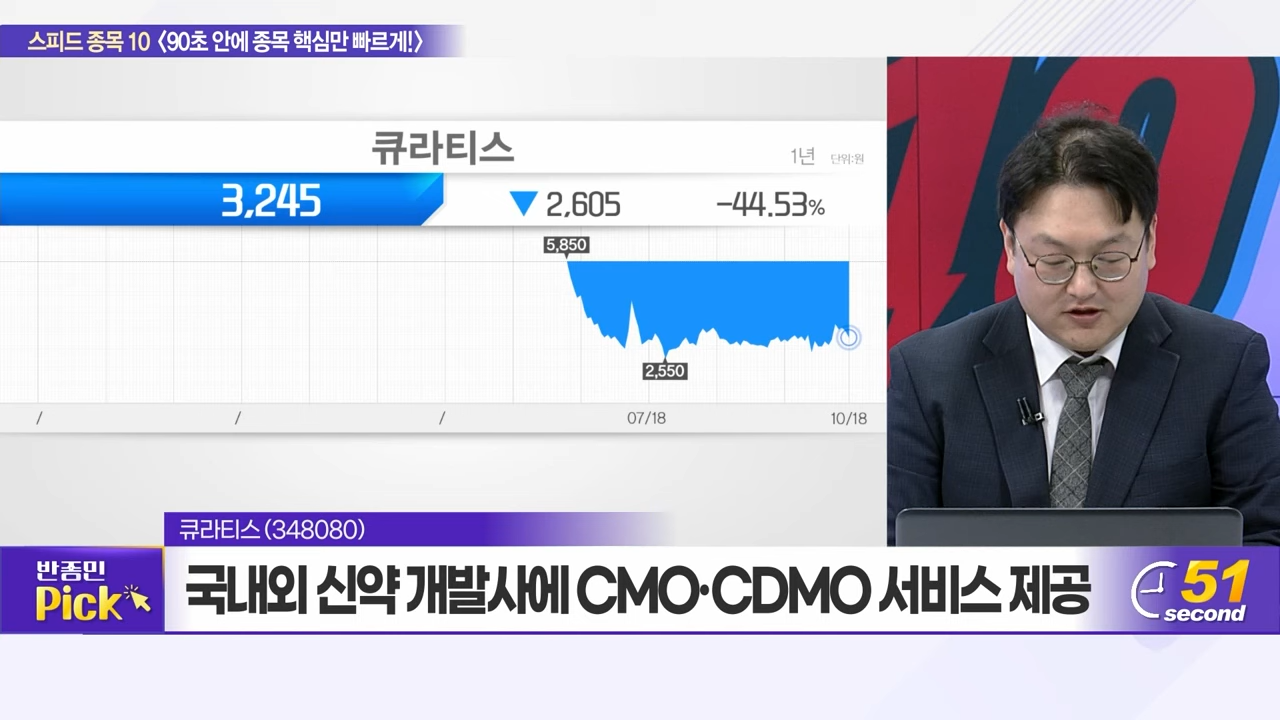 스피드 종목 10 〈90초 안에 종목 핵심만 빠르게!〉
큐라티스
1년 단위:원
3,245 ▼ 2,605 -44.53%
5,850
2,550
/ / / 07/18 10/18
10
큐라티스(348080)
반종민
Pick
국내외 신약 개발사에 CMO·CDMO 서비스 제공
51
second